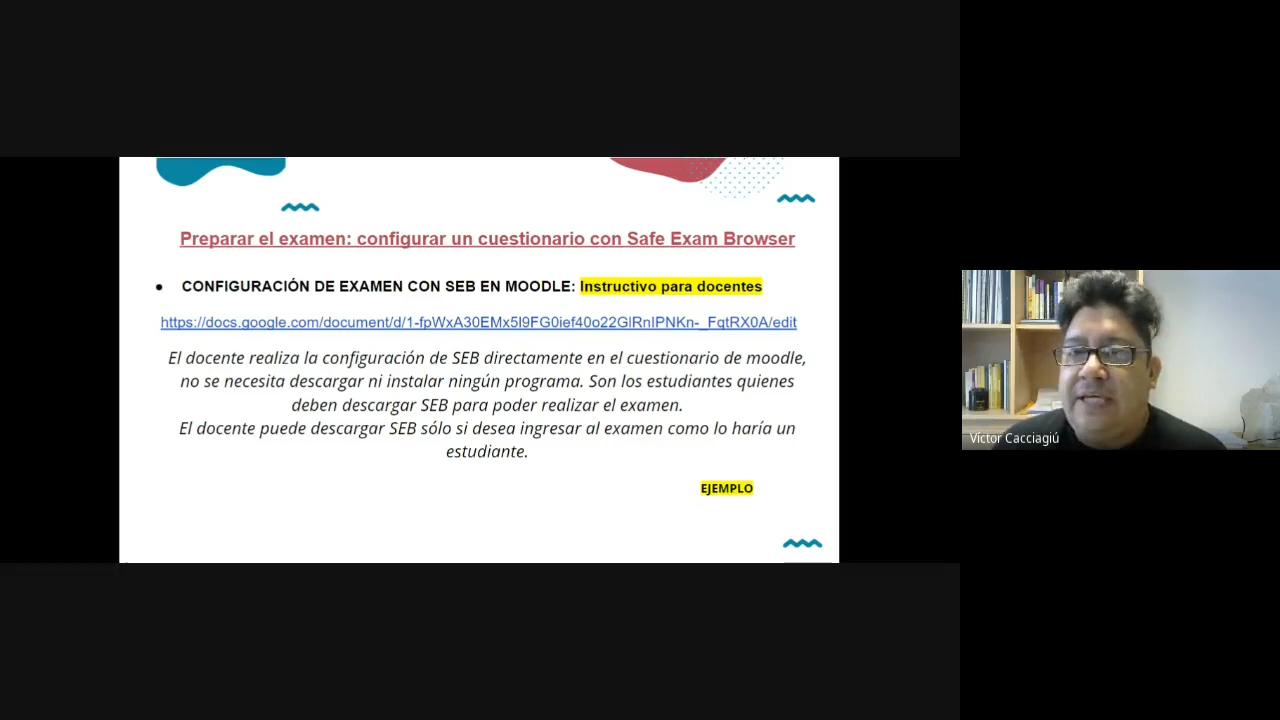 Preparar el examen: configurar un cuestionario con Safe Exam Browser
● CONFIGURACIÓN DE EXAMEN CON SEB EN MOODLE: Instructivo para docentes
https://docs.google.com/document/d/1-fpWxA30EMx5I9FG0ief40o22GlRnIPNKn-_FqtRX0A/edit
El docente realiza la configuración de SEB directamente en el cuestionario de moodle,
no se necesita descargar ni instalar ningún programa. Son los estudiantes quienes
deben descargar SEB para poder realizar el examen.
El docente puede descargar SEB sólo si desea ingresar al examen como lo haría un
estudiante.
EJEMPLO
Víctor Cacciagiú